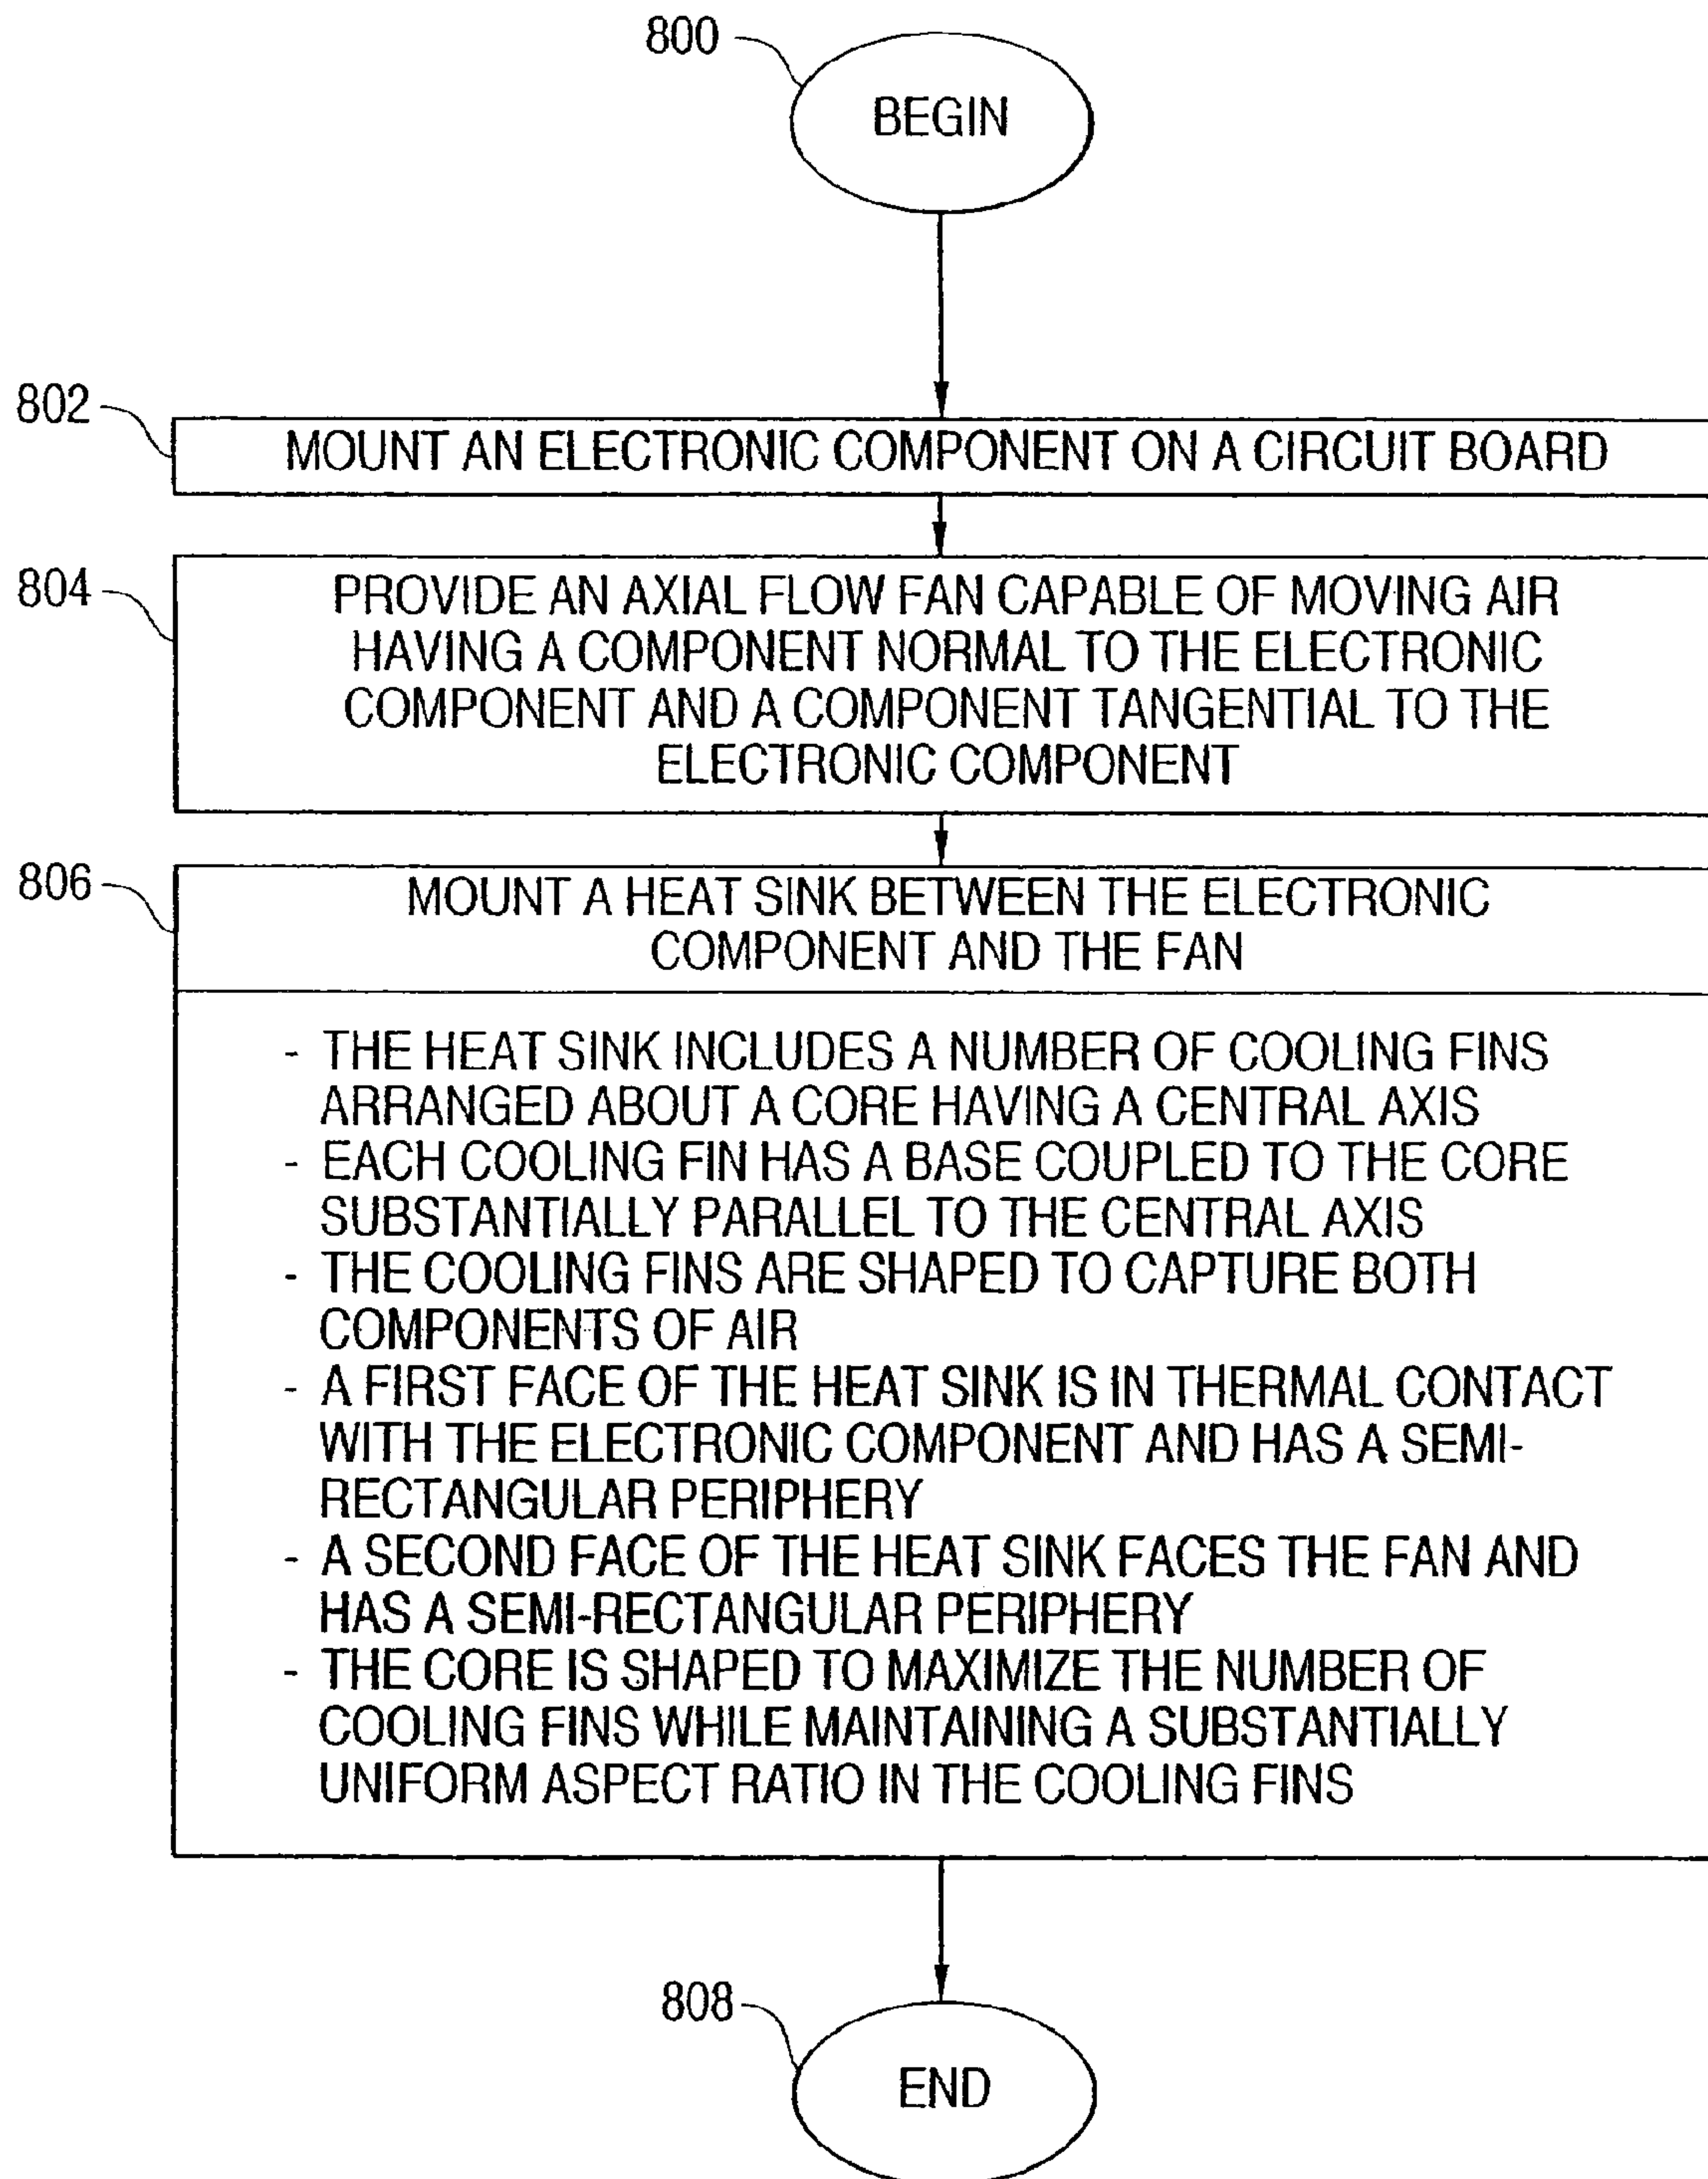 800
BEGIN
802
MOUNT AN ELECTRONIC COMPONENT ON A CIRCUIT BOARD
804
PROVIDE AN AXIAL FLOW FAN CAPABLE OF MOVING AIR
HAVING A COMPONENT NORMAL TO THE ELECTRONIC
COMPONENT AND A COMPONENT TANGENTIAL TO THE
ELECTRONIC COMPONENT
806
MOUNT A HEAT SINK BETWEEN THE ELECTRONIC
COMPONENT AND THE FAN
- THE HEAT SINK INCLUDES A NUMBER OF COOLING FINS
ARRANGED ABOUT A CORE HAVING A CENTRAL AXIS
- EACH COOLING FIN HAS A BASE COUPLED TO THE CORE
SUBSTANTIALLY PARALLEL TO THE CENTRAL AXIS
- THE COOLING FINS ARE SHAPED TO CAPTURE BOTH
COMPONENTS OF AIR
- A FIRST FACE OF THE HEAT SINK IS IN THERMAL CONTACT
WITH THE ELECTRONIC COMPONENT AND HAS A SEMI-
RECTANGULAR PERIPHERY
- A SECOND FACE OF THE HEAT SINK FACES THE FAN AND
HAS A SEMI-RECTANGULAR PERIPHERY
- THE CORE IS SHAPED TO MAXIMIZE THE NUMBER OF
COOLING FINS WHILE MAINTAINING A SUBSTANTIALLY
UNIFORM ASPECT RATIO IN THE COOLING FINS
808
END